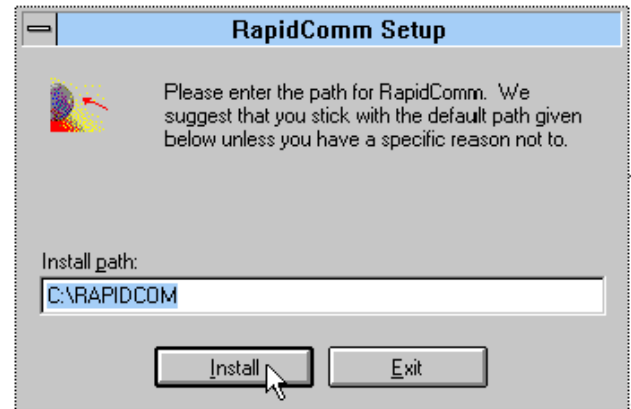 RapidComm Setup
Please enter the path for RapidComm. We
suggest that you stick with the default path given
below unless you have a specific reason not to.
Install path:
C:\RAPIDCOM
Install
Exit